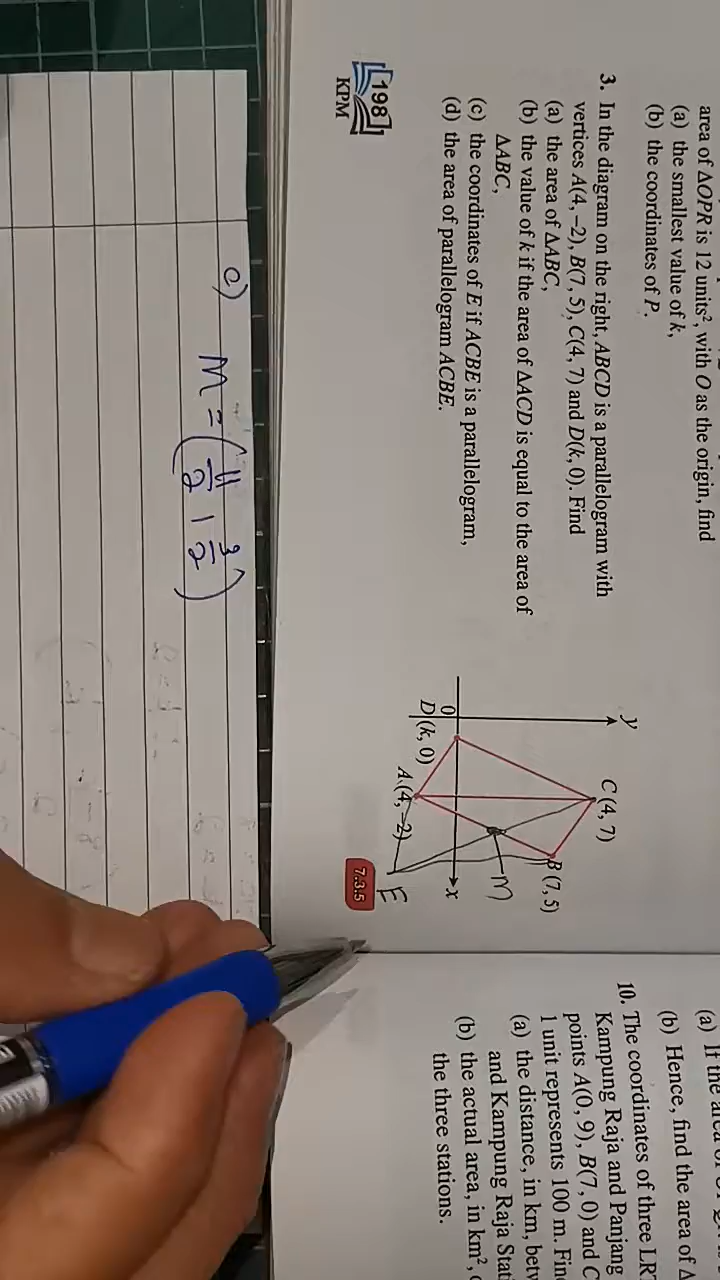 area of ΔOPR is 12 units², with O as the origin, find
(a) the smallest value of k,
(b) the coordinates of P.
3. In the diagram on the right, ABCD is a parallelogram with
vertices A(4, –2), B(7, 5), C(4, 7) and D(k, 0). Find
(a) the area of ΔABC,
(b) the value of k if the area of ΔACD is equal to the area of
ΔABC,
(c) the coordinates of E if ACBE is a parallelogram,
(d) the area of parallelogram ACBE.
y
C (4, 7)
B (7, 5)
M
0
x
D (k, 0)
A (4, –2)
E
7.3.5
198
KPM
c) M = (11/2, 3/2)
(a) If the
(b) Hence, find the area of Δ
10. The coordinates of three LR
Kampung Raja and Panjang
points A(0, 9), B(7, 0) and C
1 unit represents 100 m. Fin
(a) the distance, in km, betw
and Kampung Raja Stat
(b) the actual area, in km²,
the three stations.